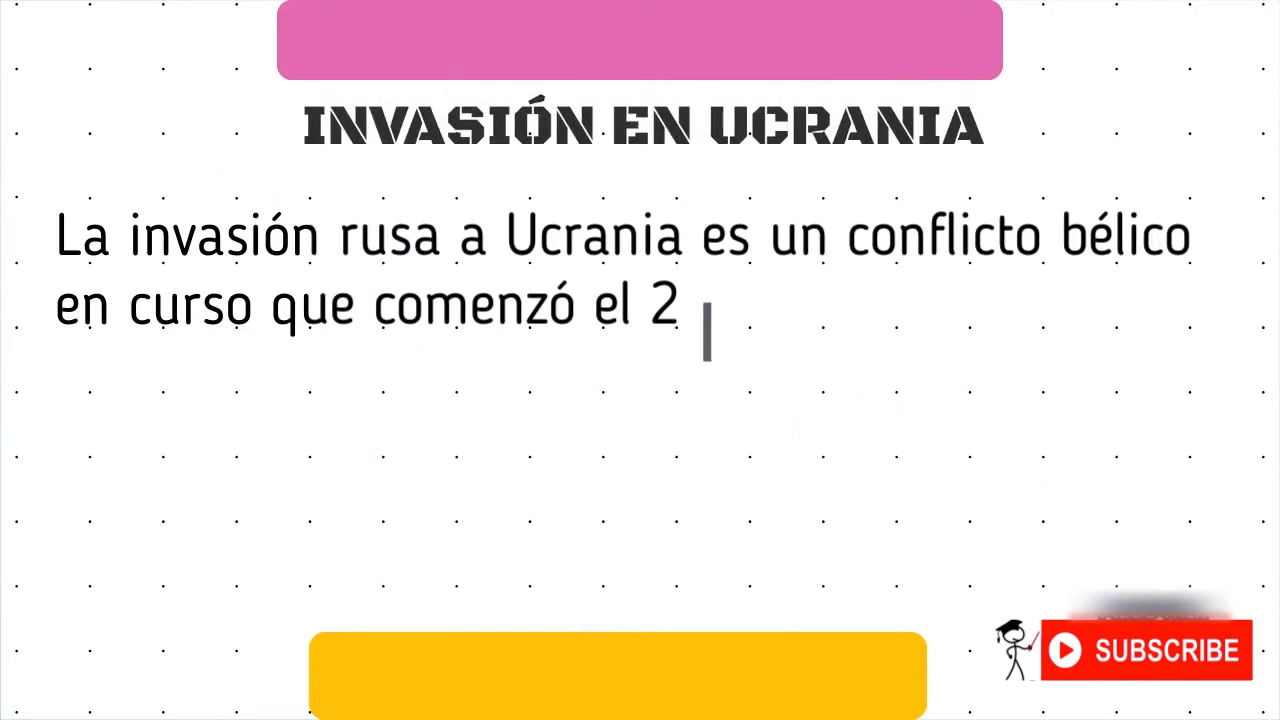 INVASIÓN EN UCRANIA
La invasión rusa a Ucrania es un conflicto bélico
en curso que comenzó el 2
SUBSCRIBE